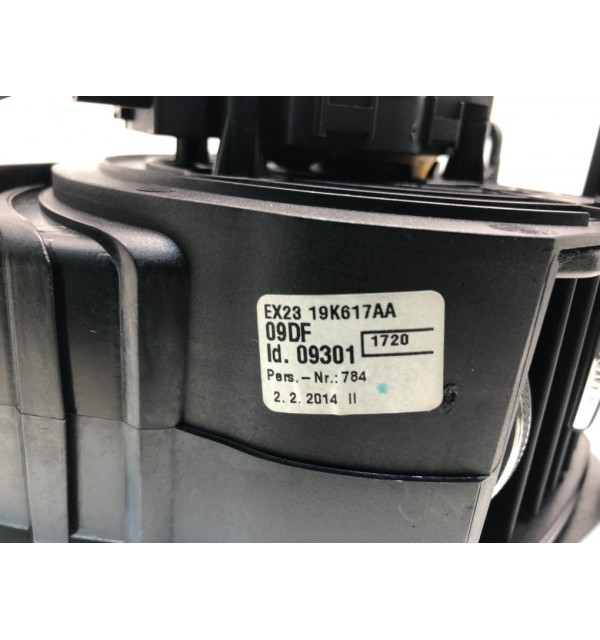 EX23 19K617AA
09DF
Id. 09301 1720
Pers.-Nr.: 784
2. 2. 2014 II